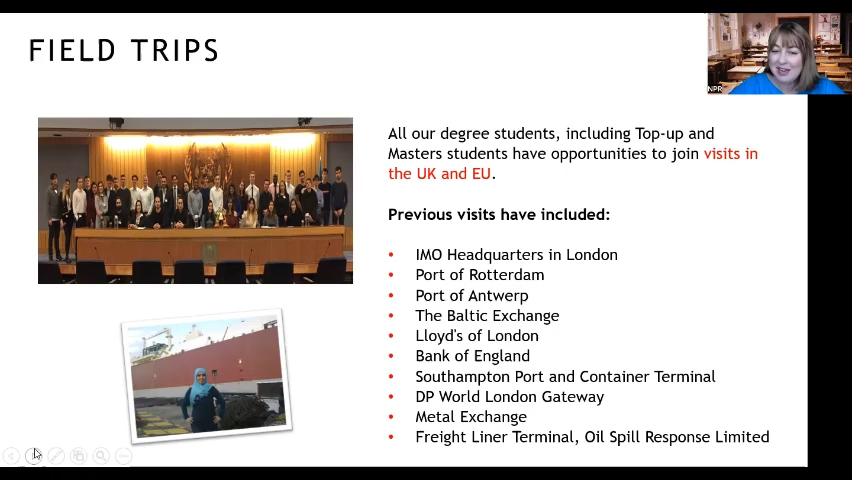 FIELD TRIPS
NPR
All our degree students, including Top-up and
Masters students have opportunities to join visits in
the UK and EU.
Previous visits have included:
• IMO Headquarters in London
• Port of Rotterdam
• Port of Antwerp
• The Baltic Exchange
• Lloyd's of London
• Bank of England
• Southampton Port and Container Terminal
• DP World London Gateway
• Metal Exchange
• Freight Liner Terminal, Oil Spill Response Limited